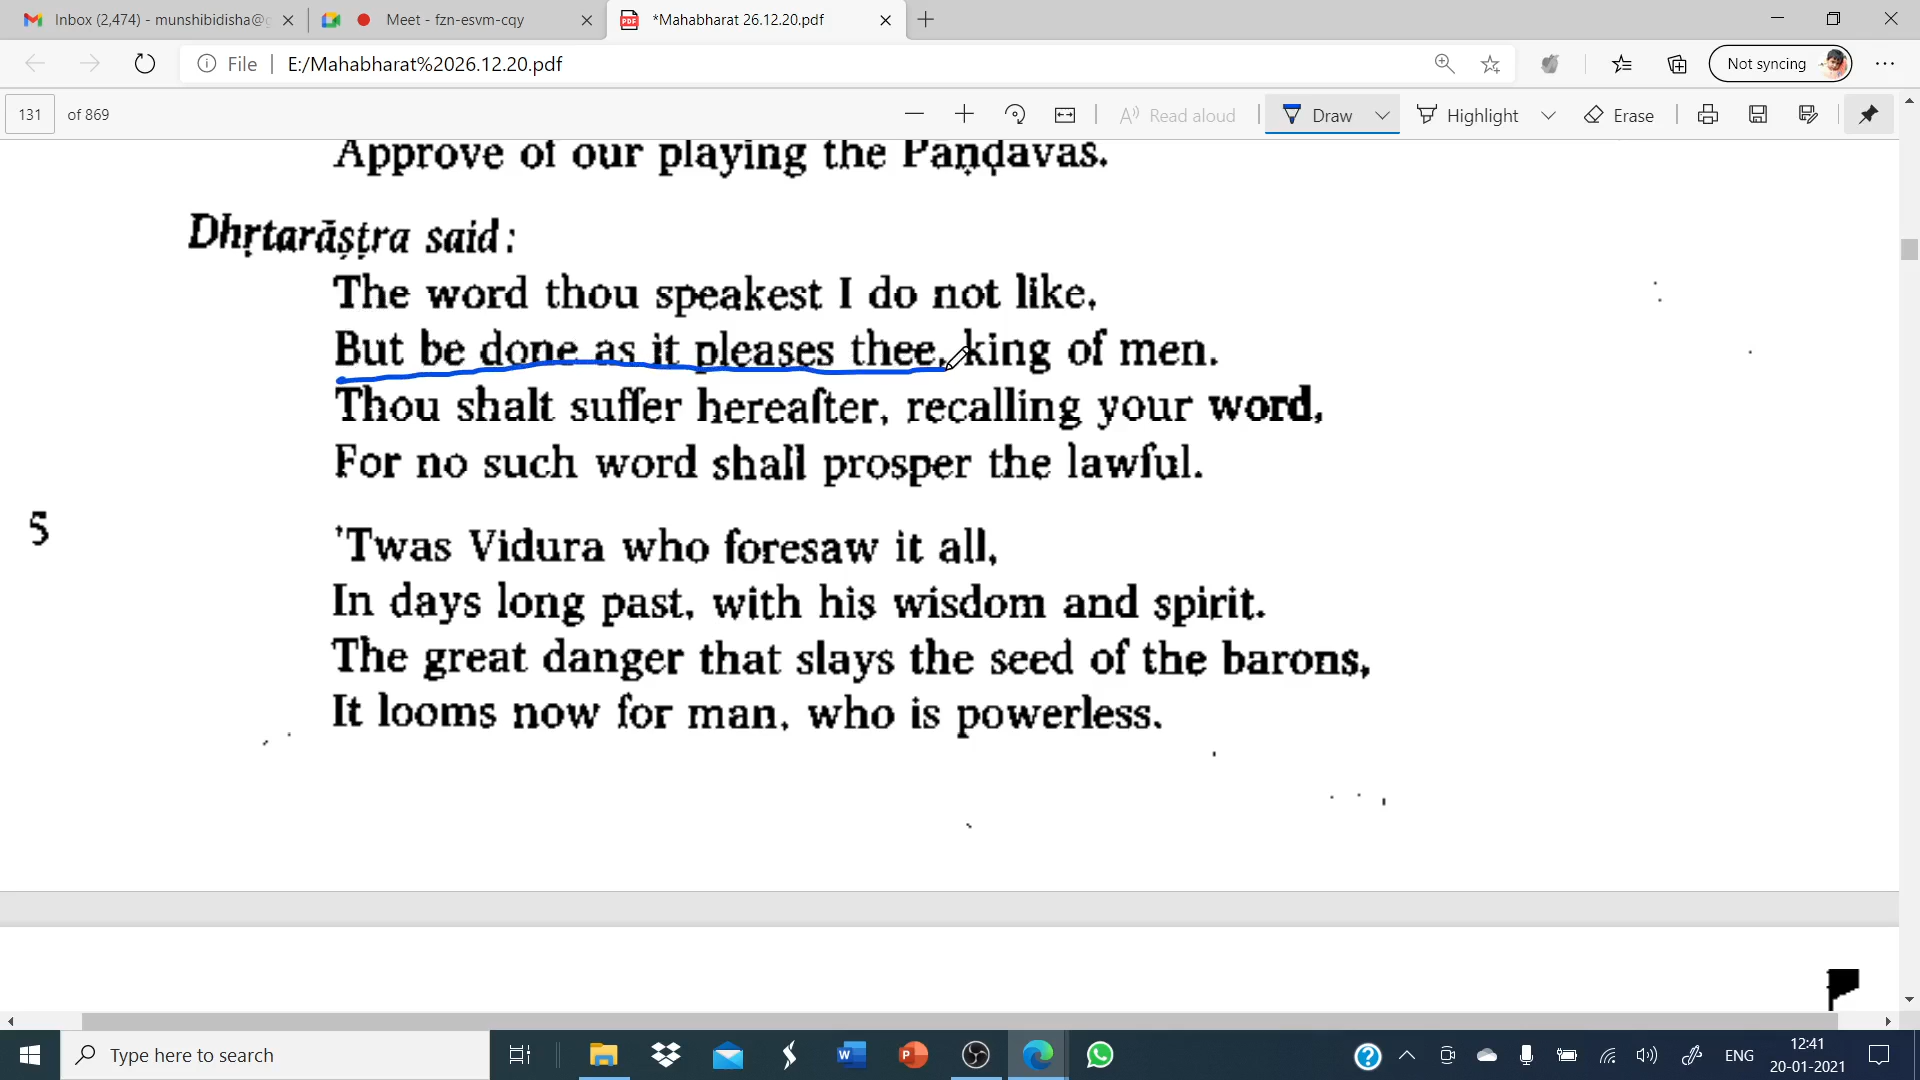 Inbox (2,474) - munshibidisha@g
Meet - fzn-esvm-cqy
*Mahabharat 26.12.20.pdf
File
E:/Mahabharat%2026.12.20.pdf
Not syncing
131 of 869
Read aloud
Draw
Highlight
Erase
Approve of our playing the Pāṇḍavas.
Dhṛtarāṣṭra said:
The word thou speakest I do not like,
But be done as it pleases thee, king of men.
Thou shalt suffer hereafter, recalling your word,
For no such word shall prosper the lawful.
5
'Twas Vidura who foresaw it all,
In days long past, with his wisdom and spirit.
The great danger that slays the seed of the barons,
It looms now for man, who is powerless.
Type here to search
ENG
12:41
20-01-2021